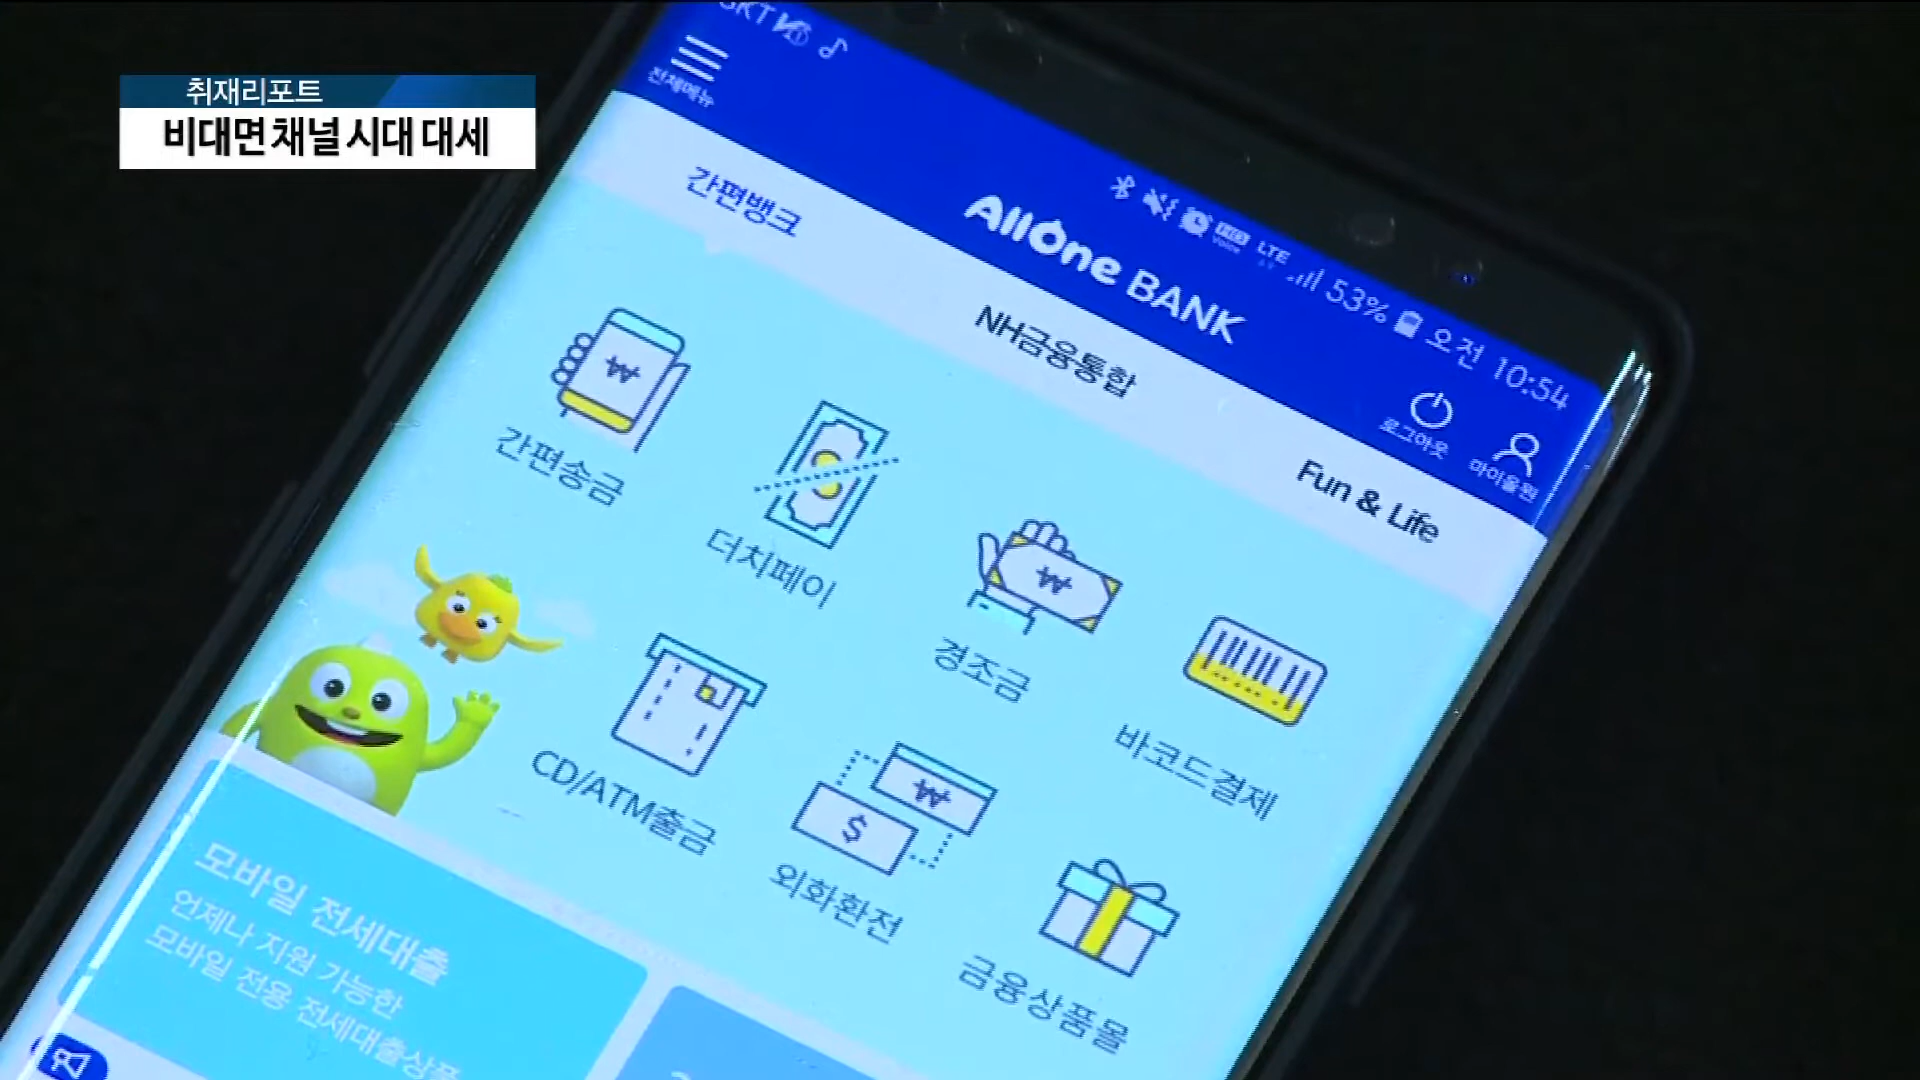 취재리포트
비대면 채널 시대 대세
SKT
전체메뉴
LTE
53%
오전 10:54
AllOne BANK
로그아웃
마이올원
간편뱅크
NH금융통합
Fun & Life
간편송금
더치페이
경조금
바코드결제
CD/ATM출금
외화환전
금융상품몰
모바일 전세대출
언제나 지원 가능한
모바일 전용 전세대출상품